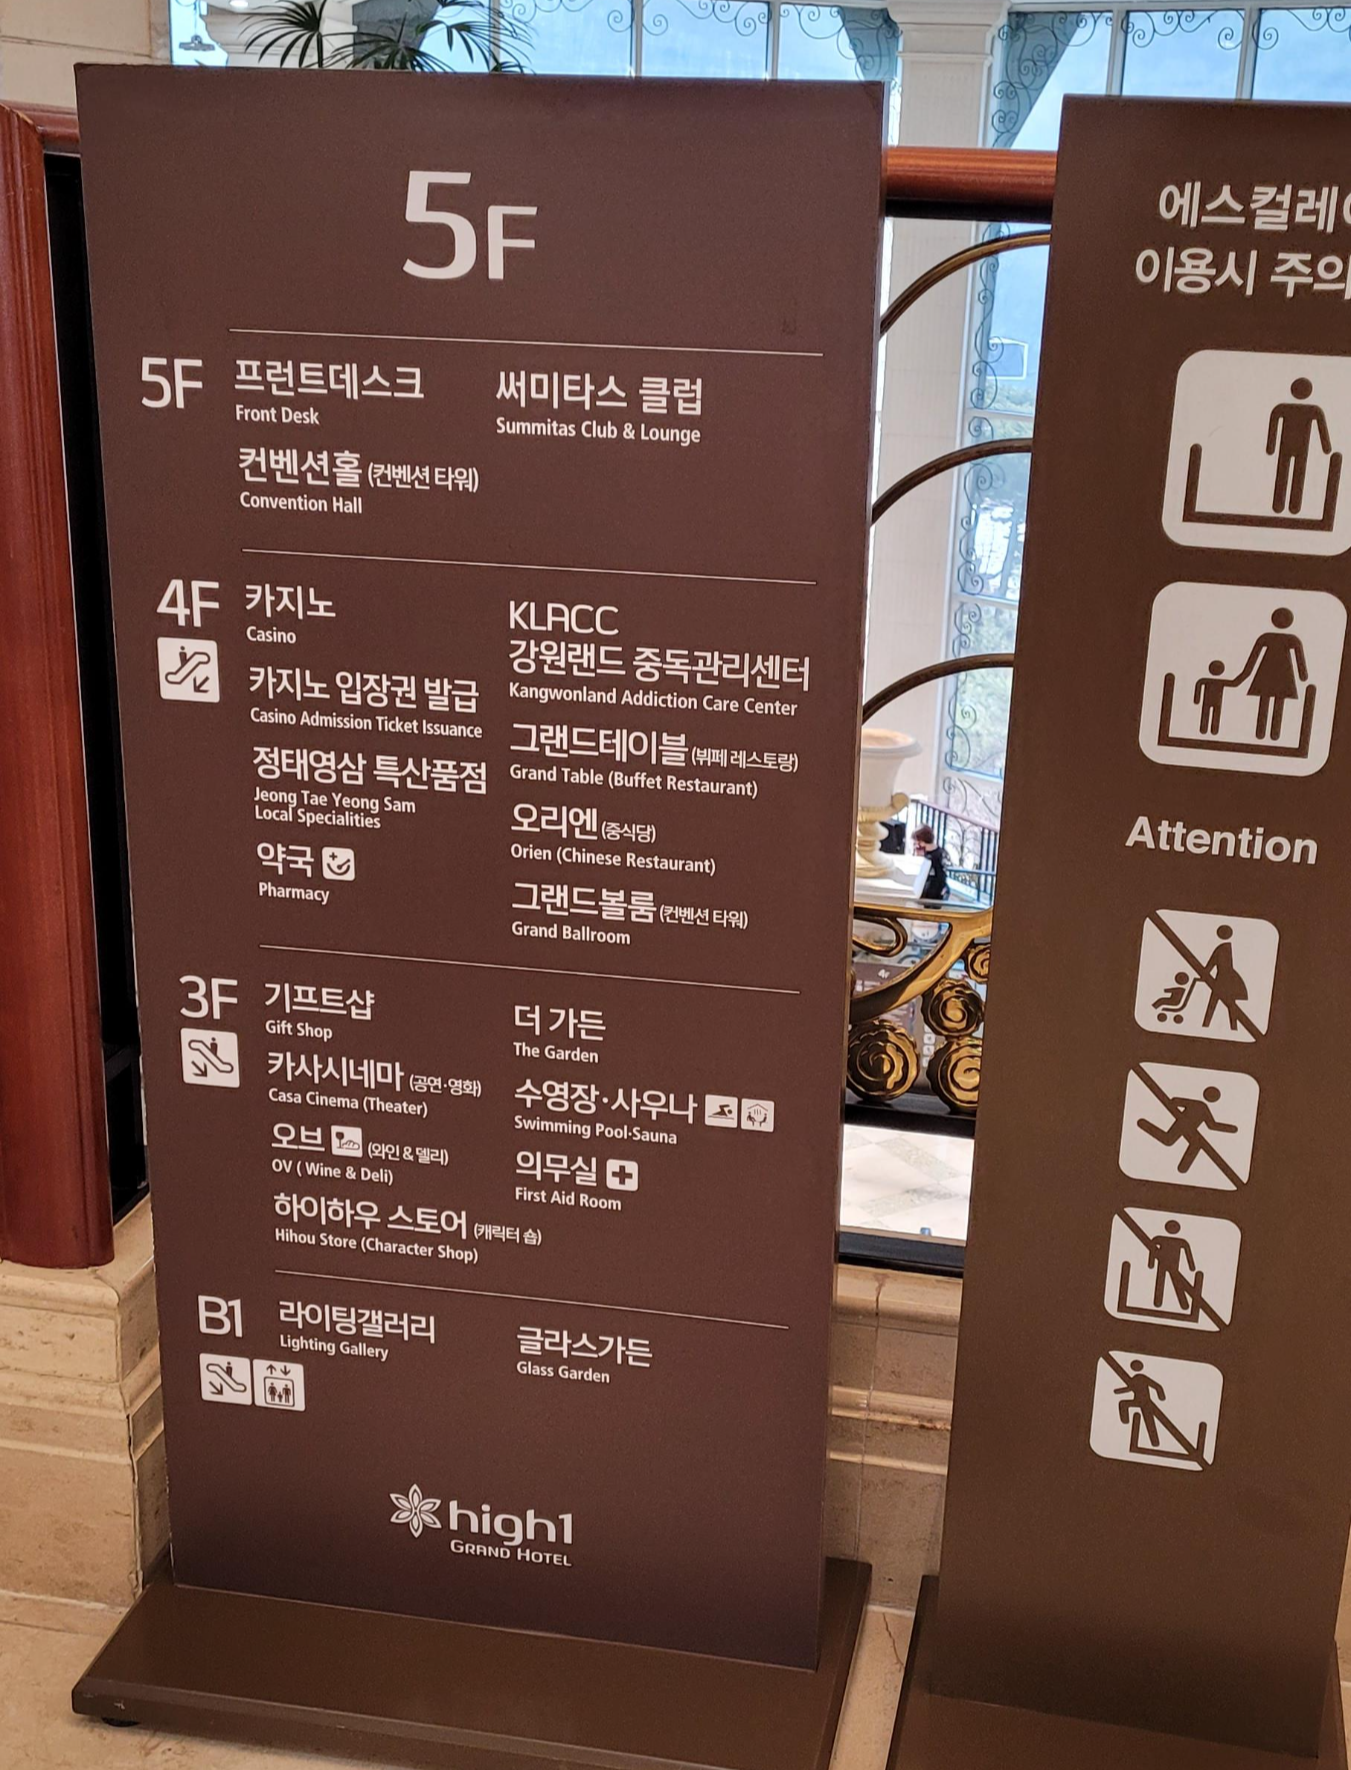 5F
5F
프런트데스크
Front Desk
써미타스 클럽
Summitas Club & Lounge
컨벤션홀 (컨벤션 타워)
Convention Hall
4F
카지노
Casino
카지노 입장권 발급
Casino Admission Ticket Issuance
정태영삼 특산품점
Jeong Tae Yeong Sam
Local Specialities
약국
Pharmacy
KLACC
강원랜드 중독관리센터
Kangwonland Addiction Care Center
그랜드테이블 (뷔페 레스토랑)
Grand Table (Buffet Restaurant)
오리엔 (중식당)
Orien (Chinese Restaurant)
그랜드볼룸 (컨벤션 타워)
Grand Ballroom
3F
기프트샵
Gift Shop
카사시네마 (공연·영화)
Casa Cinema (Theater)
오브 (와인 & 델리)
OV ( Wine & Deli)
하이하우 스토어 (캐릭터 숍)
Hihou Store (Character Shop)
더 가든
The Garden
수영장·사우나
Swimming Pool·Sauna
의무실
First Aid Room
B1
라이팅갤러리
Lighting Gallery
글라스가든
Glass Garden
high1
GRAND HOTEL
에스컬레
이용시 주의
Attention